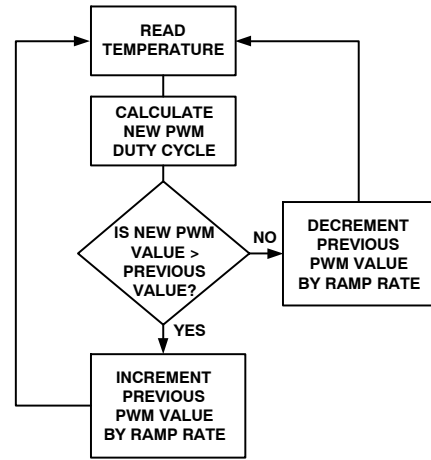 READ
TEMPERATURE
CALCULATE
NEW PWM
DUTY CYCLE
IS NEW PWM
VALUE >
PREVIOUS
VALUE?
NO
DECREMENT
PREVIOUS
PWM VALUE
BY RAMP RATE
YES
INCREMENT
PREVIOUS
PWM VALUE
BY RAMP RATE